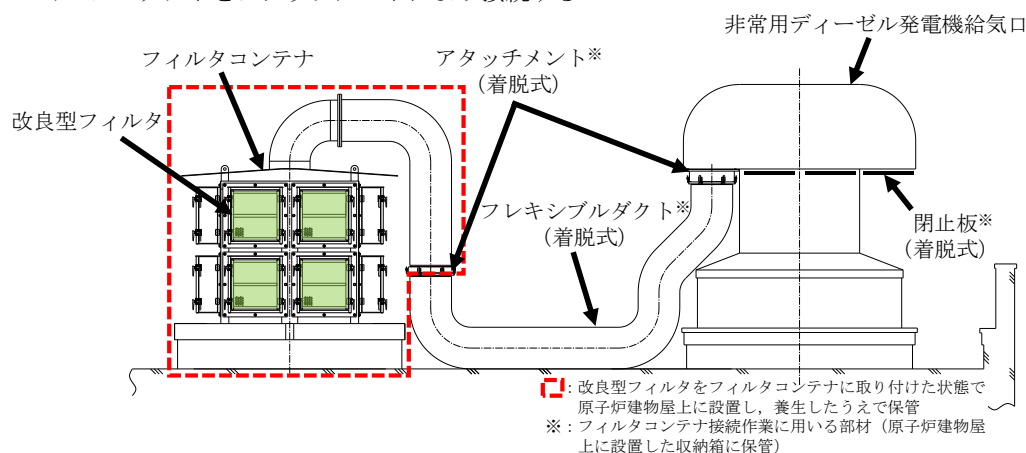 非常用ディーゼル発電機給気口
フィルタコンテナ
アタッチメント※
(着脱式)
改良型フィルタ
フレキシブルダクト※
(着脱式)
閉止板※
(着脱式)
：改良型フィルタをフィルタコンテナに取り付けた状態で
原子炉建物屋上に設置し，養生したうえで保管
※：フィルタコンテナ接続作業に用いる部材（原子炉建物屋
上に設置した収納箱に保管）